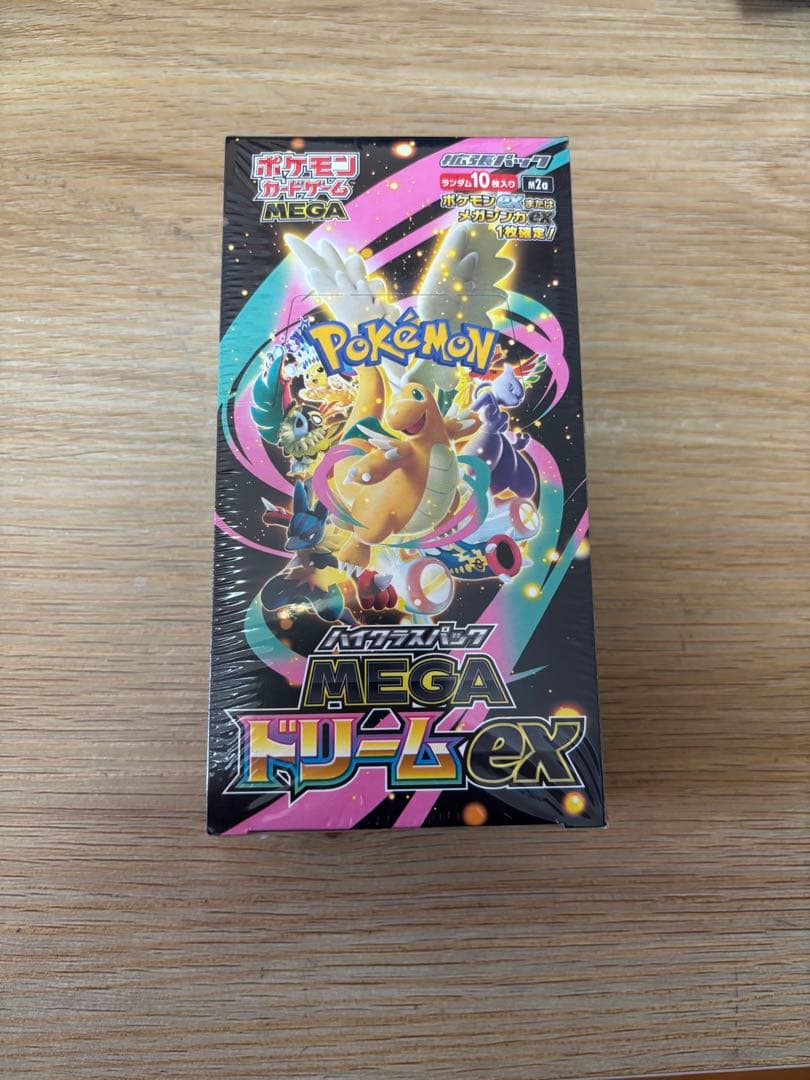 ポケモン
カードゲーム
MEGA
拡張パック
ランダム10枚入り
M2a
ポケモンexまたは
メガシンカex
1枚確定!
POKéMON
ハイクラスパック
MEGA
ドリームex